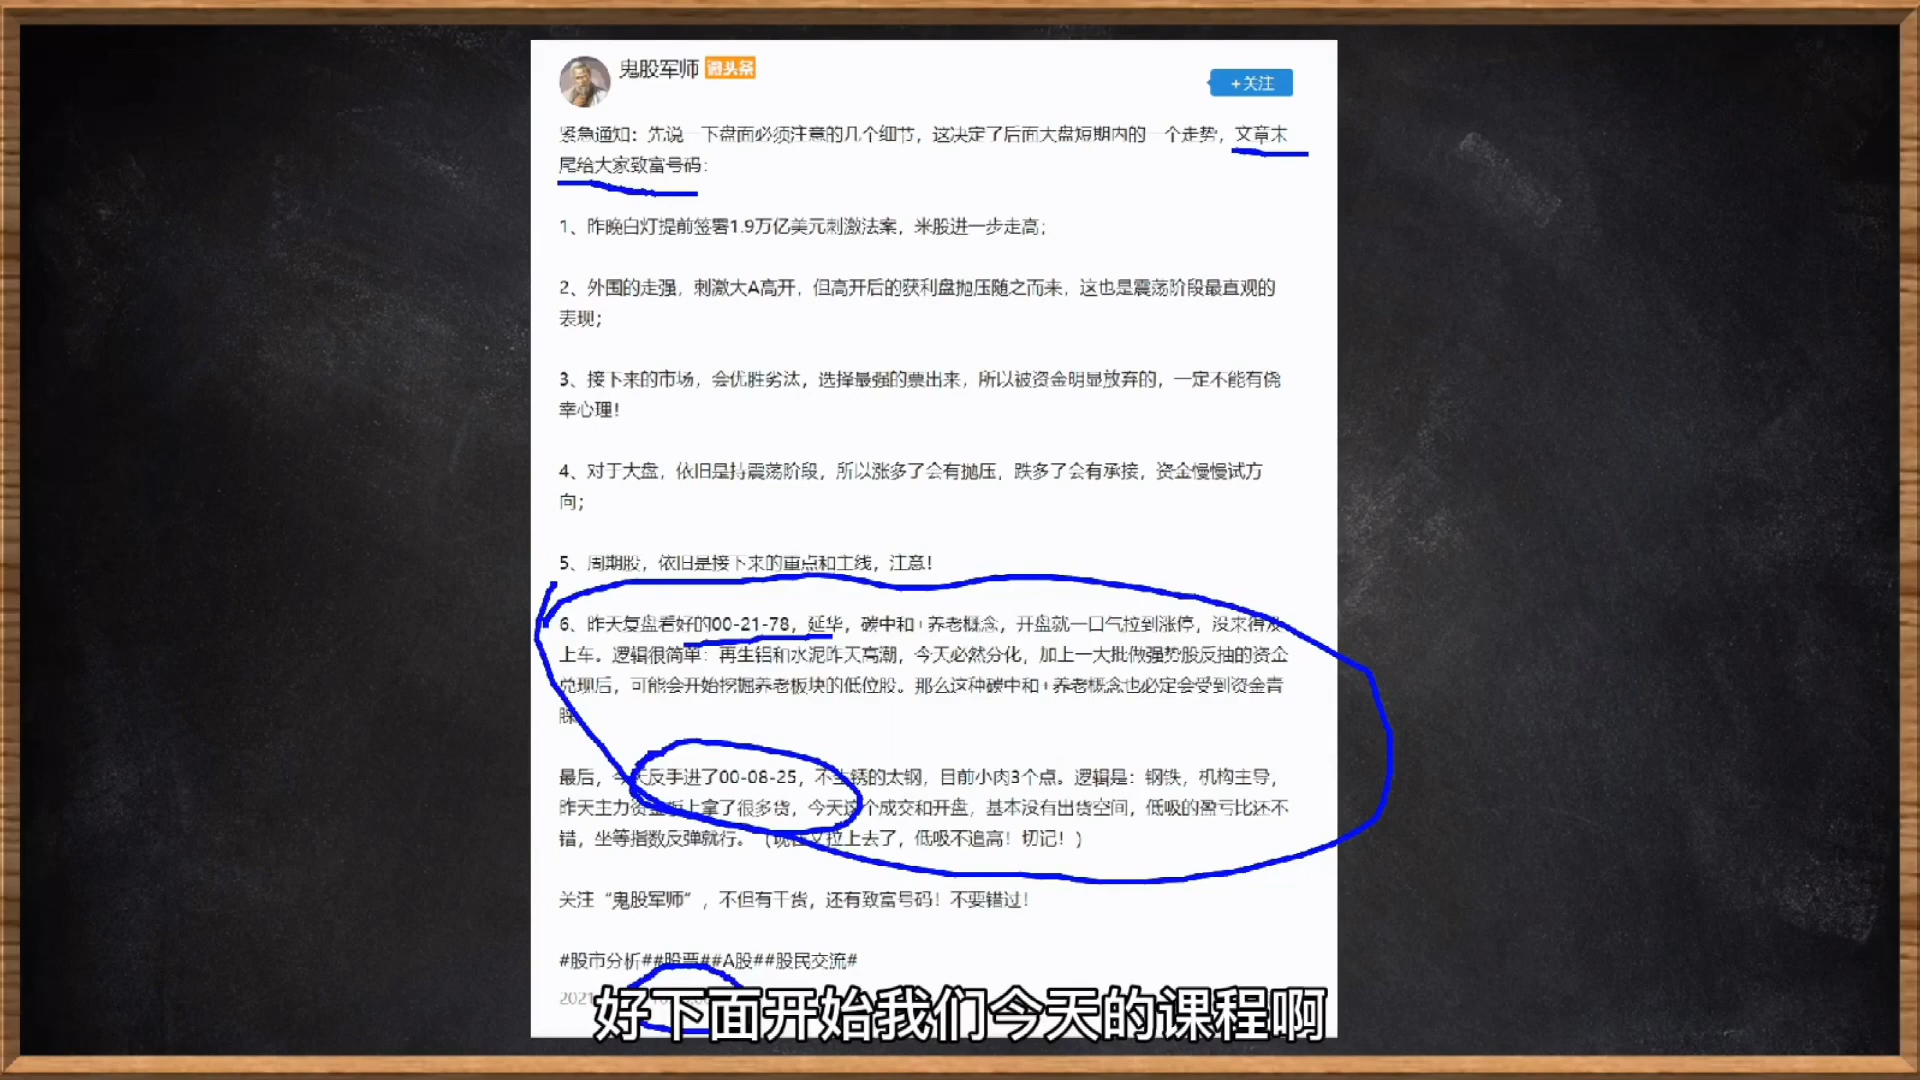 鬼股军师 微头条
+关注
紧急通知：先说一下盘面必须注意的几个细节，这决定了后面大盘短期内的一个走势，文章末
尾给大家致富号码：
1、昨晚白灯提前签署1.9万亿美元刺激法案，米股进一步走高；
2、外围的走强，刺激大A高开，但高开后的获利盘抛压随之而来，这也是震荡阶段最直观的
表现；
3、接下来的市场，会优胜劣汰，选择最强的票出来，所以被资金明显放弃的，一定不能有侥
幸心理！
4、对于大盘，依旧是持震荡阶段，所以涨多了会有抛压，跌多了会有承接，资金慢慢试方
向；
5、周期股，依旧是接下来的重点和主线，注意！
6、昨天复盘看好的00-21-78，延华，碳中和+养老概念，开盘就一口气拉到涨停，没来得及
上车。逻辑很简单：再生铝和水泥昨天高潮，今天必然分化，加上一大批做强势股反抽的资金
兑现后，可能会开始挖掘养老板块的低位股。那么这种碳中和+养老概念也必定会受到资金青
睐。
最后，今天反手进了00-08-25，不生锈的太钢，目前小肉3个点。逻辑是：钢铁，机构主导，
昨天主力资金板上拿了很多货，今天这个成交和开盘，基本没有出货空间，低吸的盈亏比还不
错，坐等指数反弹就行。（现在又拉上去了，低吸不追高！切记！）
关注“鬼股军师”，不但有干货，还有致富号码！不要错过！
#股市分析##股票##A股##股民交流#
2021
好下面开始我们今天的课程啊